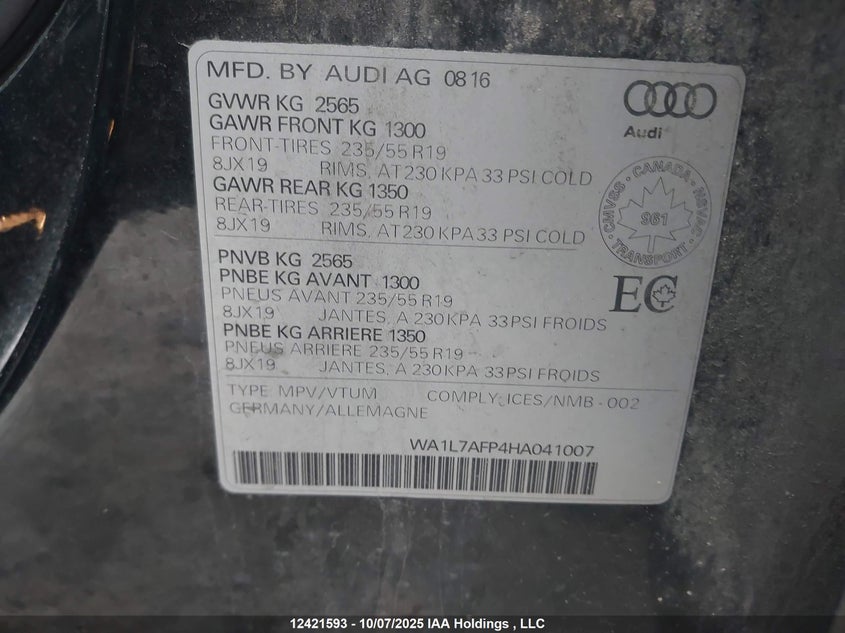 MFD. BY AUDI AG 0816
Audi
GVWR KG 2565
GAWR FRONT KG 1300
FRONT-TIRES 235/55 R19
8JX19 RIMS, AT 230 KPA 33 PSI COLD
GAWR REAR KG 1350
REAR-TIRES 235/55 R19
8JX19 RIMS, AT 230 KPA 33 PSI COLD
CMVSS - CANADA - NSVAC
961
TRANSPORT
PNVB KG 2565
PNBE KG AVANT 1300
PNEUS AVANT 235/55 R19
8JX19 JANTES, A 230 KPA 33 PSI FROIDS
PNBE KG ARRIERE 1350
PNEUS ARRIERE 235/55 R19
8JX19 JANTES, A 230 KPA 33 PSI FROIDS
EC
TYPE MPV/VTUM COMPLY: ICES/NMB - 002
GERMANY/ALLEMAGNE
WA1L7AFP4HA041007
12421593 - 10/07/2025 IAA Holdings , LLC